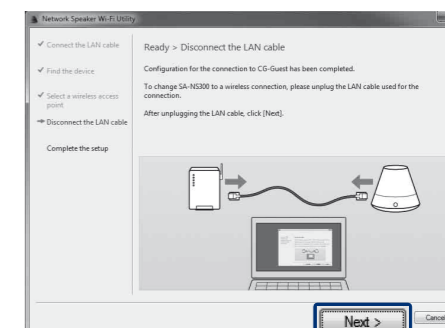 Network Speaker Wi-Fi Utility
✔ Connect the LAN cable
✔ Find the device
✔ Select a wireless access
point
➔ Disconnect the LAN cable
Complete the setup
Ready > Disconnect the LAN cable
Configuration for the connection to CG-Guest has been completed.
To change SA-NS300 to a wireless connection, please unplug the LAN cable used for the
connection.
After unplugging the LAN cable, click [Next].
Next >
Cancel